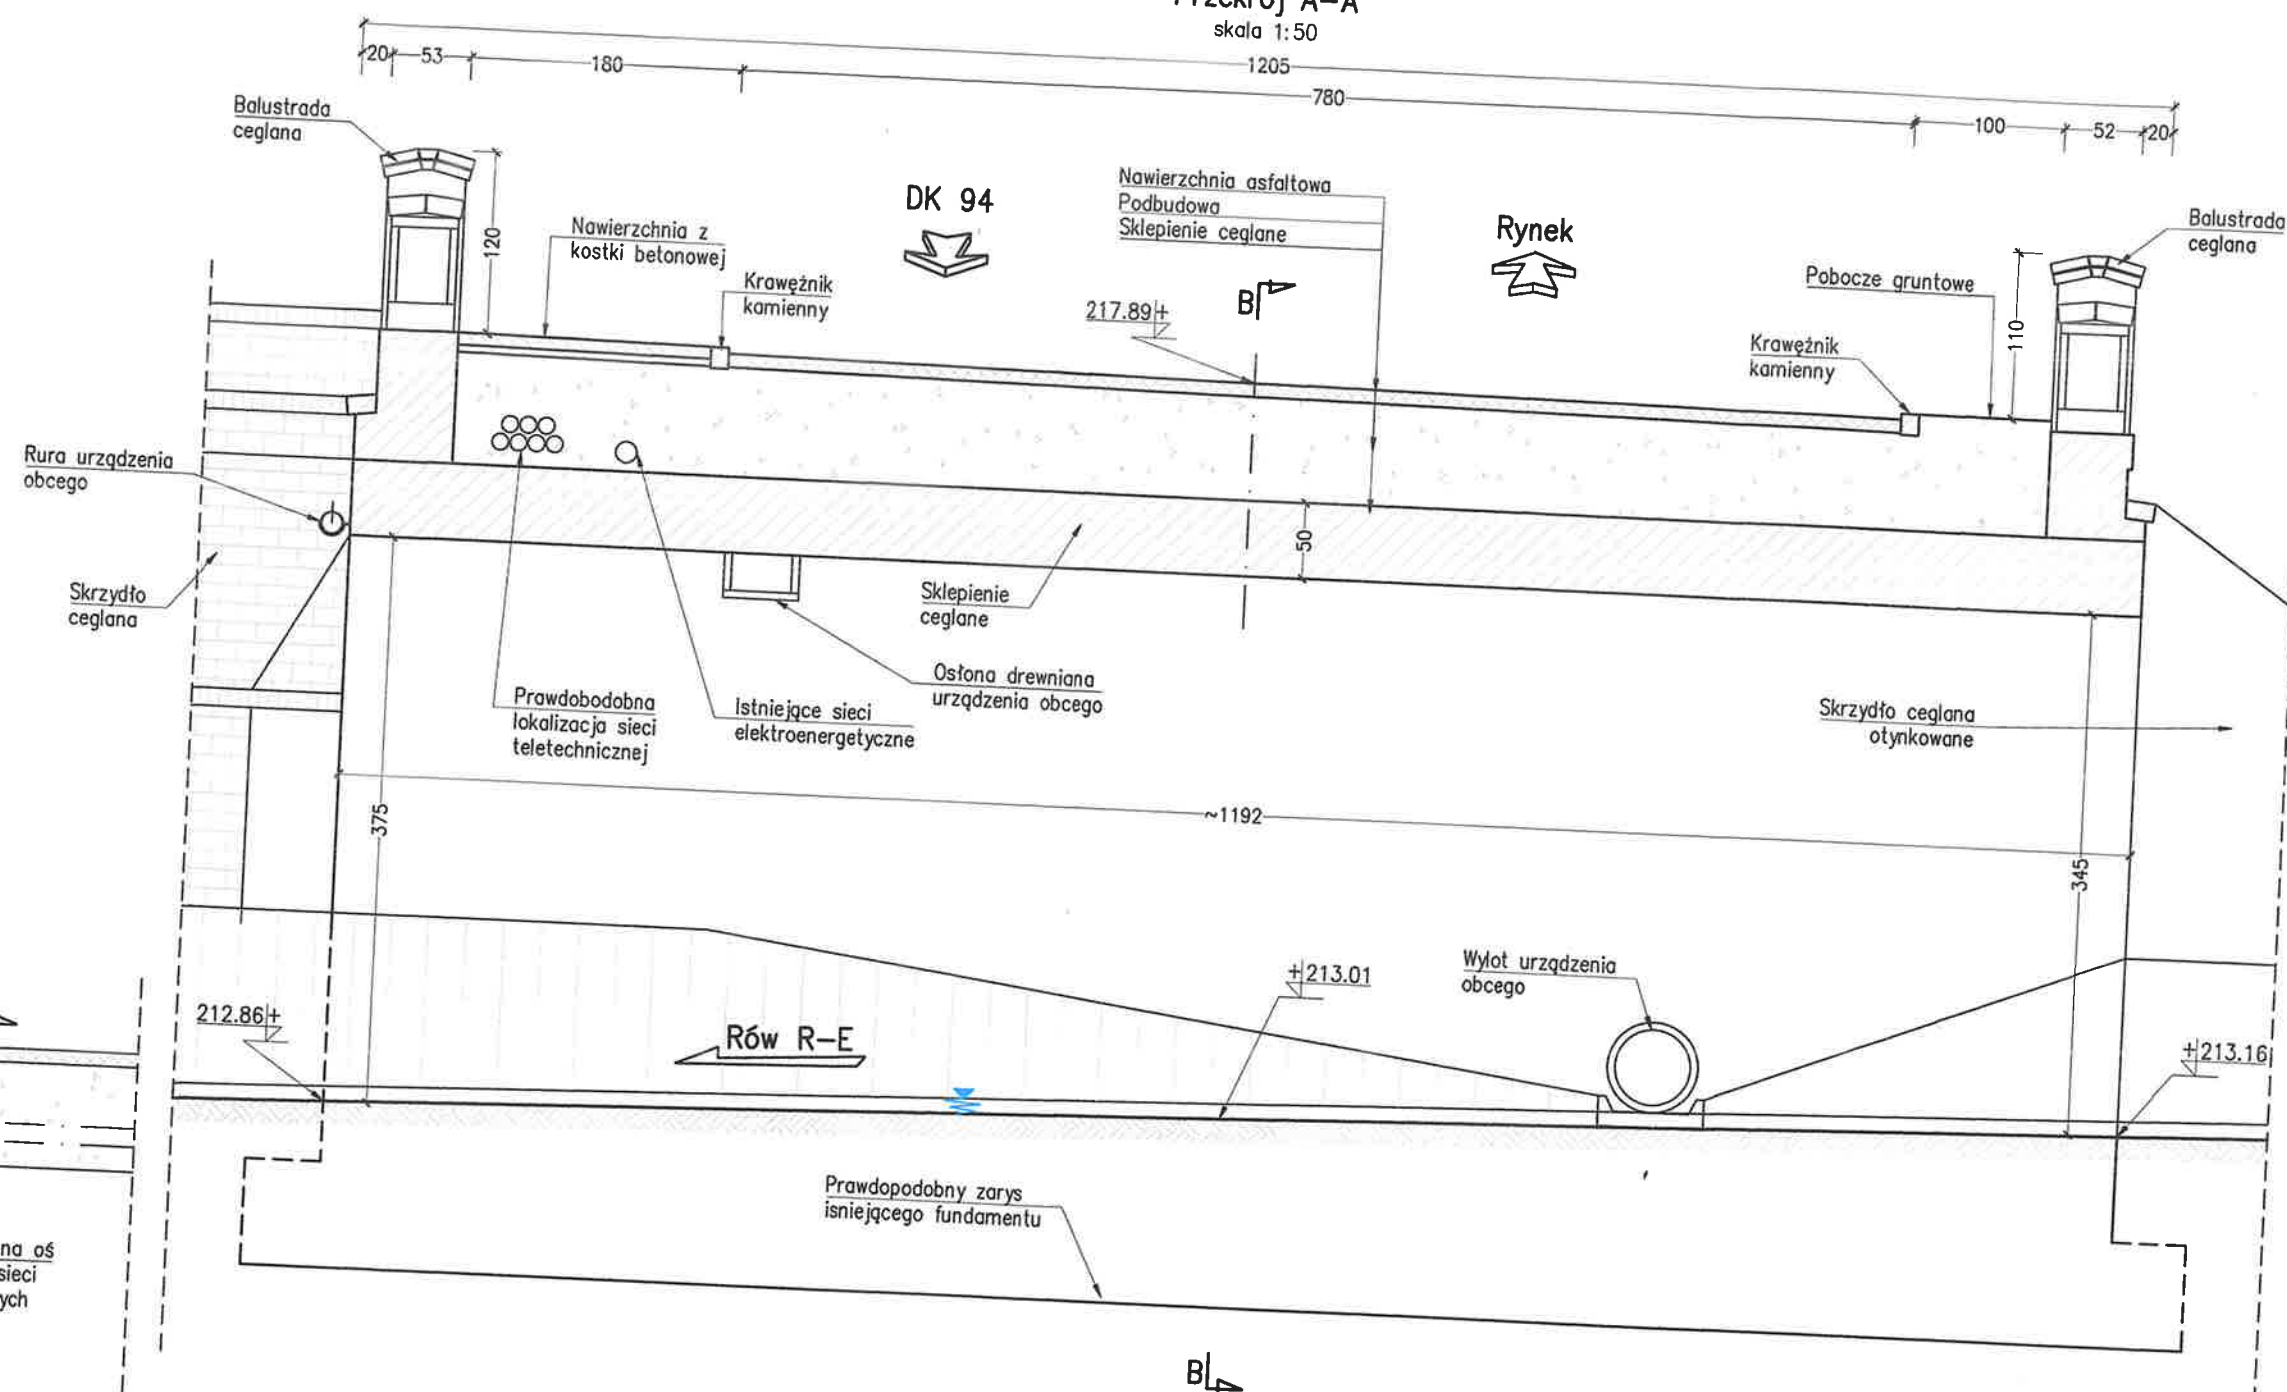 Przekrój A-A
skala 1:50
1205
20
53
180
780
100
52
20
Balustrada
ceglana
120
Nawierzchnia z
kostki betonowej
Krawężnik
kamienny
DK 94
Nawierzchnia asfaltowa
Podbudowa
Sklepienie ceglane
217.89
B
Rynek
Pobocze gruntowe
Krawężnik
kamienny
110
Balustrada
ceglana
Rura urządzenia
obcego
Skrzydło
ceglana
50
Sklepienie
ceglane
Osłona drewniana
urządzenia obcego
Prawdobodobna
lokalizacja sieci
teletechnicznej
Istniejące sieci
elektroenergetyczne
Skrzydło ceglana
otynkowane
375
~1192
345
212.86
Rów R-E
+213.01
Wylot urządzenia
obcego
+213.16
Prawdopodobny zarys
isniejącego fundamentu
na oś
sieci
ych
B